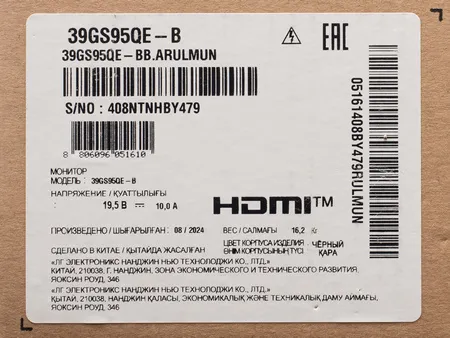 39GS95QE - B
39GS95QE - BB.ARULMUN
S/NO : 408NTNHBY479
8 806096 051610
EAC
05161408BY479RULMUN
МОНИТОР
МОДЕЛЬ : 39GS95QE - B
НАПРЯЖЕНИЕ / ҚУАТТЫЛЫҒЫ
19,5 В 10,0 А
HDMI™
ПРОИЗВЕДЕНО / ШЫҒАРЫЛҒАН : 08 / 2024
ВЕС / САЛМАҒЫ : 16,2 Кг
СДЕЛАНО В КИТАЕ / ҚЫТАЙДА ЖАСАЛҒАН
ЦВЕТ КОРПУСА ИЗДЕЛИЯ : ЧЁРНЫЙ
ӨНІМ КОРПУСЫНЫҢ ТҮСІ ҚАРА
«ЛГ ЭЛЕКТРОНИКС НАНДЖИН НЬЮ ТЕХНОЛОДЖИ КО., ЛТД.»
КИТАЙ, 210038, Г. НАНДЖИН, ЗОНА ЭКОНОМИЧЕСКОГО И ТЕХНИЧЕСКОГО РАЗВИТИЯ,
ЯОКСИН РОУД, 346
«ЛГ ЭЛЕКТРОНИКС НАНДЖИН НЬЮ ТЕХНОЛОДЖИ КО., ЛТД.»
ҚЫТАЙ, 210038, НАНДЖИН ҚАЛАСЫ, ЭКОНОМИКАЛЫҚ ЖӘНЕ ТЕХНИКАЛЫҚ ДАМУ АЙМАҒЫ,
ЯОКСИН РОУД, 346